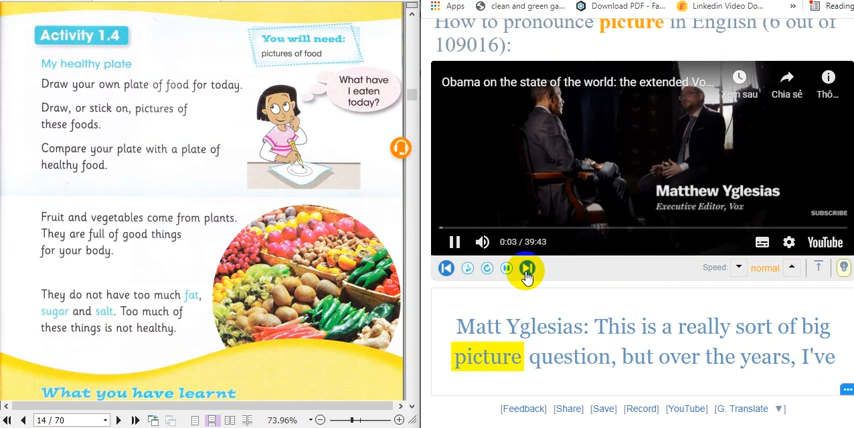 Activity 1.4
You will need:
pictures of food
My healthy plate
Draw your own plate of food for today.
Draw, or stick on, pictures of
these foods.
Compare your plate with a plate of
healthy food.
What have
I eaten
today?
Fruit and vegetables come from plants.
They are full of good things
for your body.
They do not have too much fat,
sugar and salt. Too much of
these things is not healthy.
What you have learnt
14 / 70
73.96%
Apps
clean and green ga...
Download PDF - Fa...
Linkedin Video Do...
»
Reading
How to pronounce picture in English (6 out of
109016):
Obama on the state of the world: the extended Vo...
Xem sau
Chia sẻ
Thô...
Matthew Yglesias
Executive Editor, Vox
SUBSCRIBE
0:03 / 39:43
YouTube
Speed:
normal
Matt Yglesias: This is a really sort of big
picture question, but over the years, I've
[Feedback] [Share] [Save] [Record] [YouTube] [G. Translate ▼]